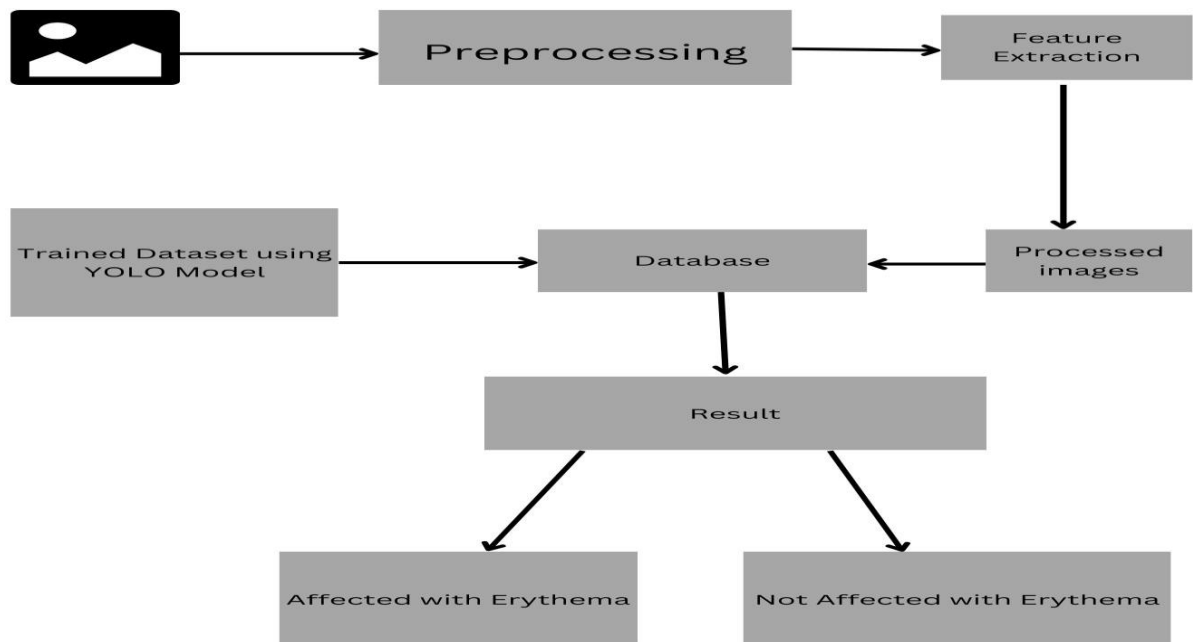 Preprocessing
Feature
Extraction
Trained Dataset using
YOLO Model
Database
Processed
images
Result
Affected with Erythema
Not Affected with Erythema